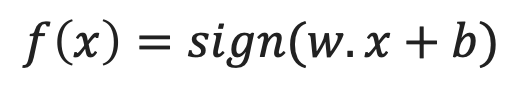 f(x) = sign(w.x + b)